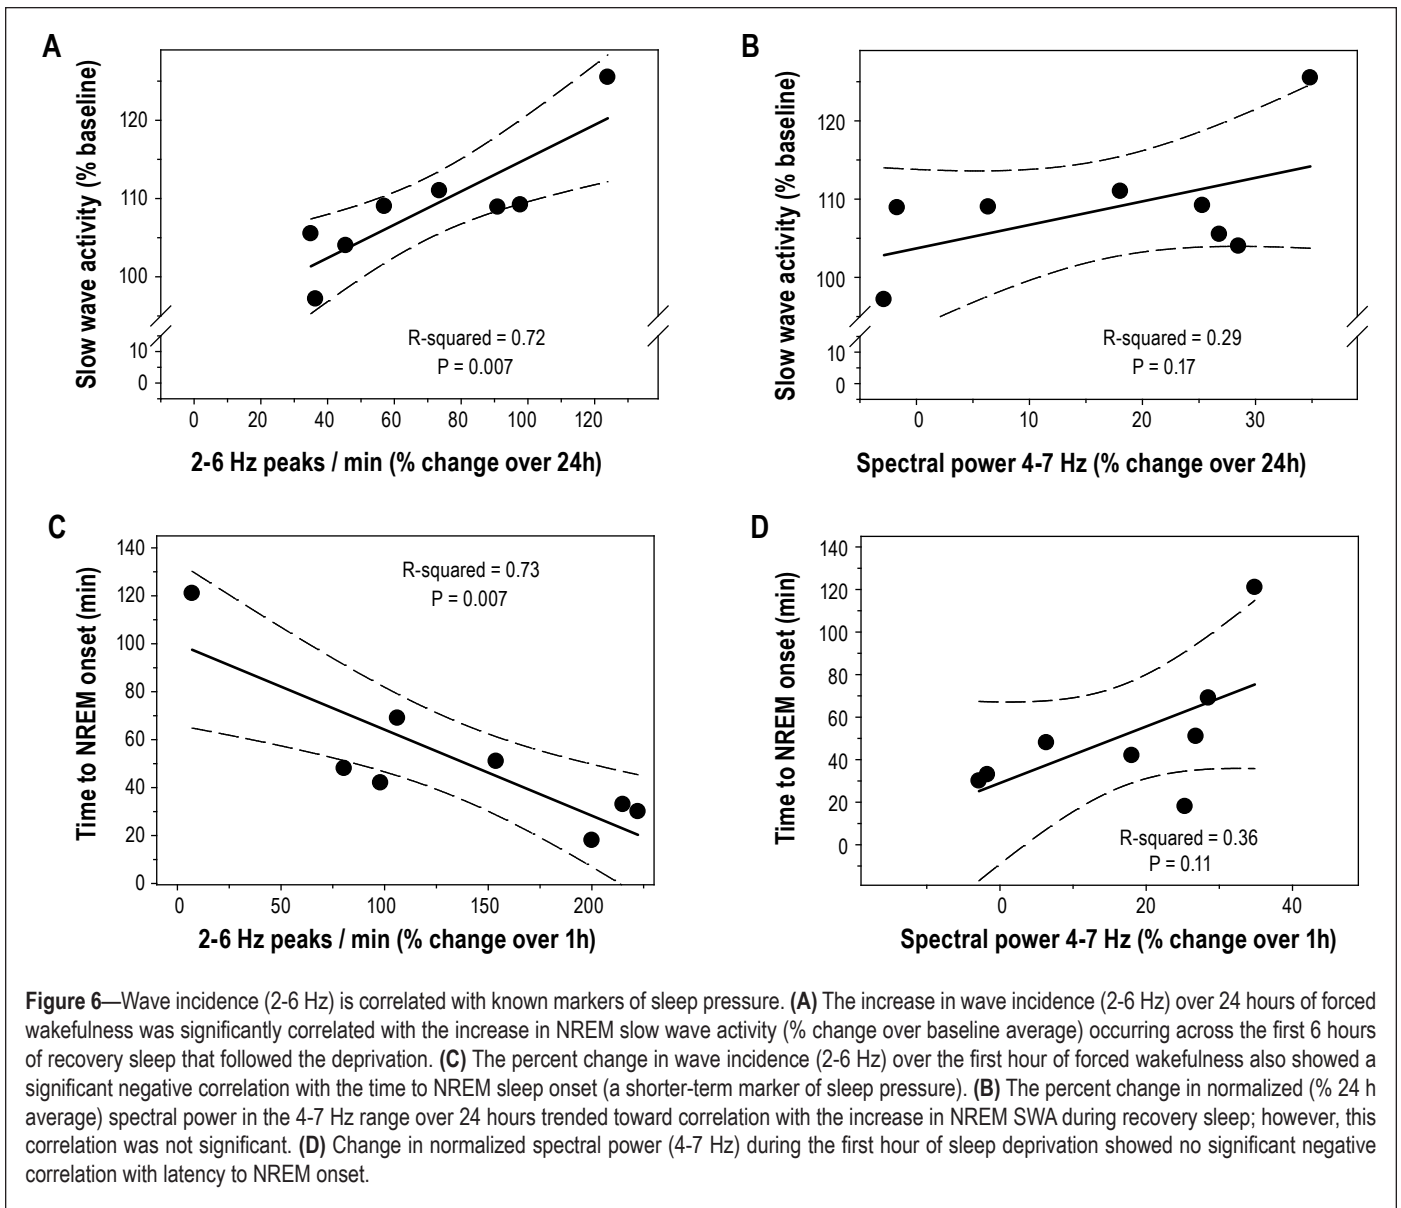 A
Slow wave activity (% baseline)
120
110
100
10
0
R-squared = 0.72
P = 0.007
0 20 40 60 80 100 120
2-6 Hz peaks / min (% change over 24h)
B
Slow wave activity (% baseline)
120
110
100
10
0
R-squared = 0.29
P = 0.17
0 10 20 30
Spectral power 4-7 Hz (% change over 24h)
C
Time to NREM onset (min)
140
120
100
80
60
40
20
0
R-squared = 0.73
P = 0.007
0 50 100 150 200
2-6 Hz peaks / min (% change over 1h)
D
Time to NREM onset (min)
140
120
100
80
60
40
20
0
R-squared = 0.36
P = 0.11
0 20 40
Spectral power 4-7 Hz (% change over 1h)
Figure 6—Wave incidence (2-6 Hz) is correlated with known markers of sleep pressure. (A) The increase in wave incidence (2-6 Hz) over 24 hours of forced
wakefulness was significantly correlated with the increase in NREM slow wave activity (% change over baseline average) occurring across the first 6 hours
of recovery sleep that followed the deprivation. (C) The percent change in wave incidence (2-6 Hz) over the first hour of forced wakefulness also showed a
significant negative correlation with the time to NREM sleep onset (a shorter-term marker of sleep pressure). (B) The percent change in normalized (% 24 h
average) spectral power in the 4-7 Hz range over 24 hours trended toward correlation with the increase in NREM SWA during recovery sleep; however, this
correlation was not significant. (D) Change in normalized spectral power (4-7 Hz) during the first hour of sleep deprivation showed no significant negative
correlation with latency to NREM onset.